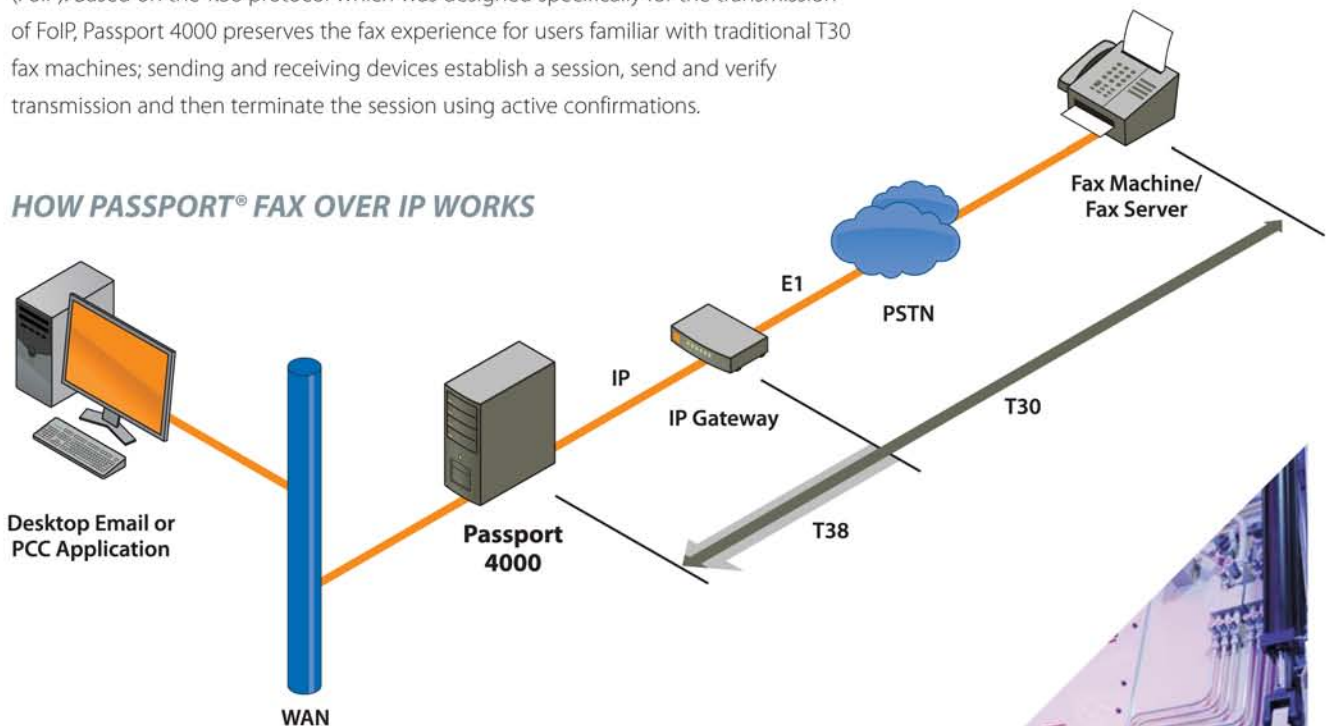 of FoIP, Passport 4000 preserves the fax experience for users familiar with traditional T30
fax machines; sending and receiving devices establish a session, send and verify
transmission and then terminate the session using active confirmations.
HOW PASSPORT® FAX OVER IP WORKS
Fax Machine/
Fax Server
E1
PSTN
IP
IP Gateway
T30
Desktop Email or
PCC Application
Passport
4000
T38
WAN